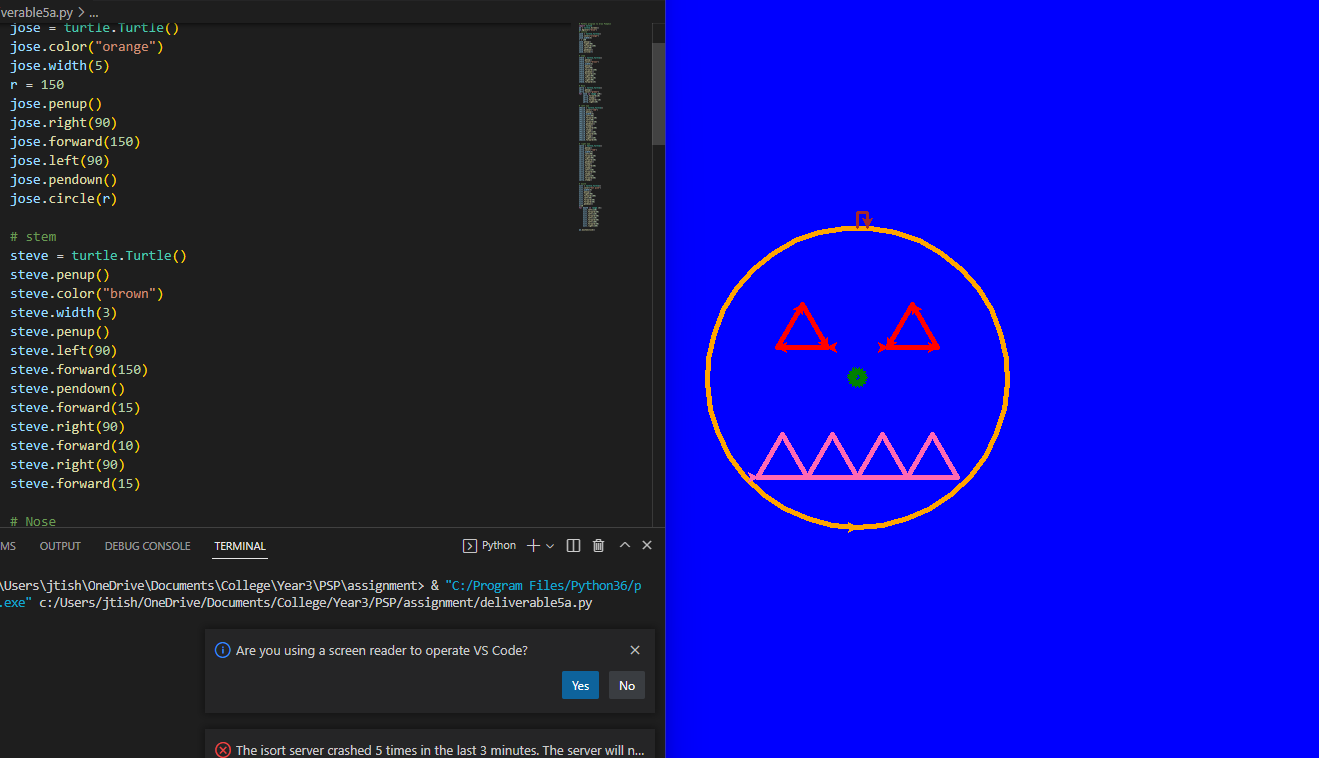 verable5a.py > ...
jose = turtle.Turtle()
jose.color("orange")
jose.width(5)
r = 150
jose.penup()
jose.right(90)
jose.forward(150)
jose.left(90)
jose.pendown()
jose.circle(r)
# stem
steve = turtle.Turtle()
steve.penup()
steve.color("brown")
steve.width(3)
steve.penup()
steve.left(90)
steve.forward(150)
steve.pendown()
steve.forward(15)
steve.right(90)
steve.forward(10)
steve.right(90)
steve.forward(15)
# Nose
MS OUTPUT DEBUG CONSOLE TERMINAL Python
\Users\jtish\OneDrive\Documents\College\Year3\PSP\assignment> & "C:/Program Files/Python36/p
.exe" c:/Users/jtish/OneDrive/Documents/College/Year3/PSP/assignment/deliverable5a.py
Are you using a screen reader to operate VS Code?
Yes No
The isort server crashed 5 times in the last 3 minutes. The server will n...